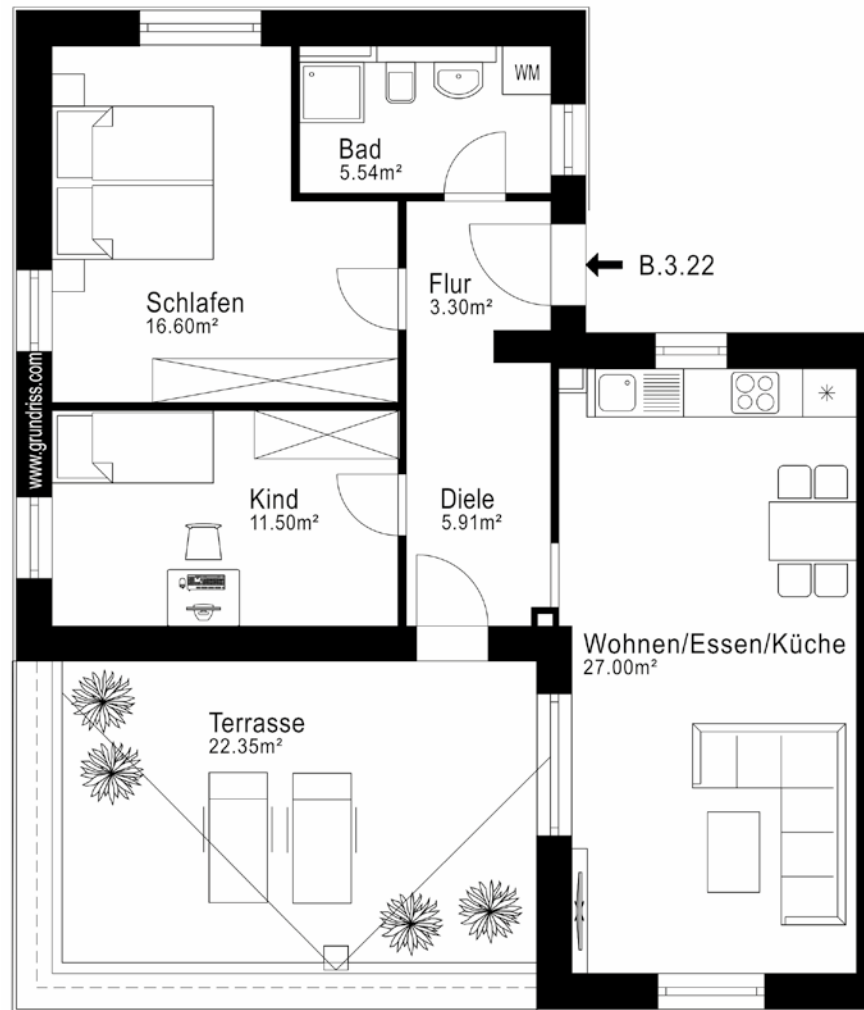 WM
Bad
5.54m²
B.3.22
Flur
3.30m²
Schlafen
16.60m²
www.grundriss.com
Kind
11.50m²
Diele
5.91m²
Wohnen/Essen/Küche
27.00m²
Terrasse
22.35m²